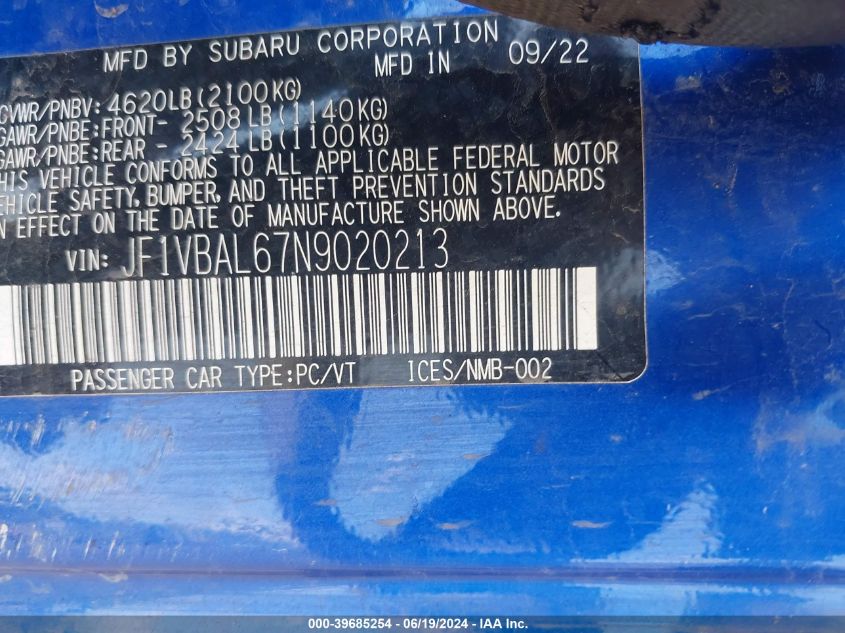 MFD BY SUBARU CORPORATION
MFD IN 09/22
GVWR/PNBV: 4620LB(2100KG)
GAWR/PNBE:FRONT- 2508LB(1140KG)
GAWR/PNBE:REAR - 2424LB(1100KG)
THIS VEHICLE CONFORMS TO ALL APPLICABLE FEDERAL MOTOR
VEHICLE SAFETY, BUMPER, AND THEFT PREVENTION STANDARDS
IN EFFECT ON THE DATE OF MANUFACTURE SHOWN ABOVE.
VIN: JF1VBAL67N9020213
PASSENGER CAR TYPE:PC/VT ICES/NMB-002
000-39685254 - 06/19/2024 - IAA Inc.